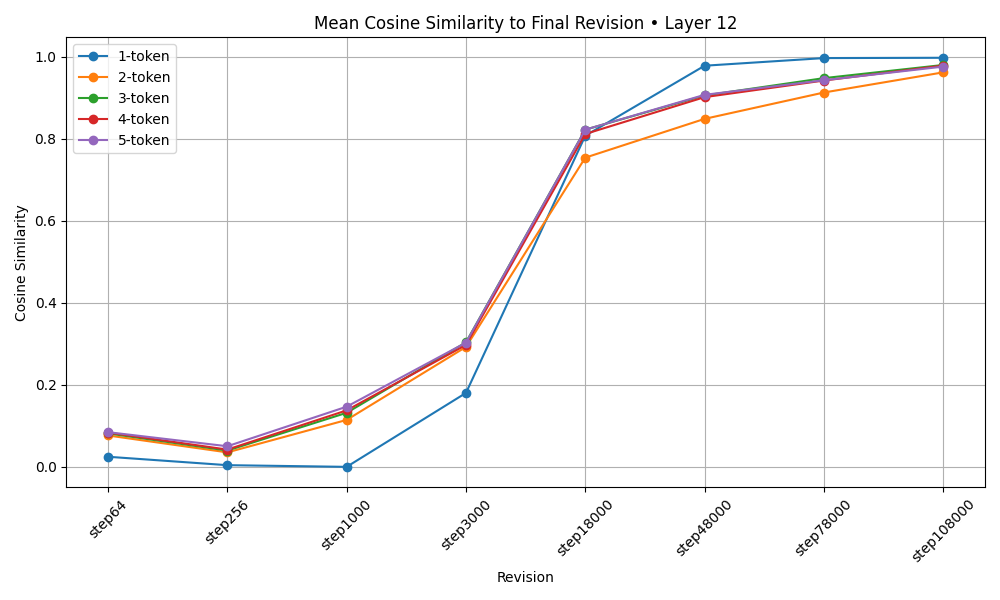 Mean Cosine Similarity to Final Revision • Layer 12
1-token
2-token
3-token
4-token
5-token
Cosine Similarity
1.0
0.8
0.6
0.4
0.2
0.0
step64
step256
step1000
step3000
step18000
step48000
step78000
step108000
Revision